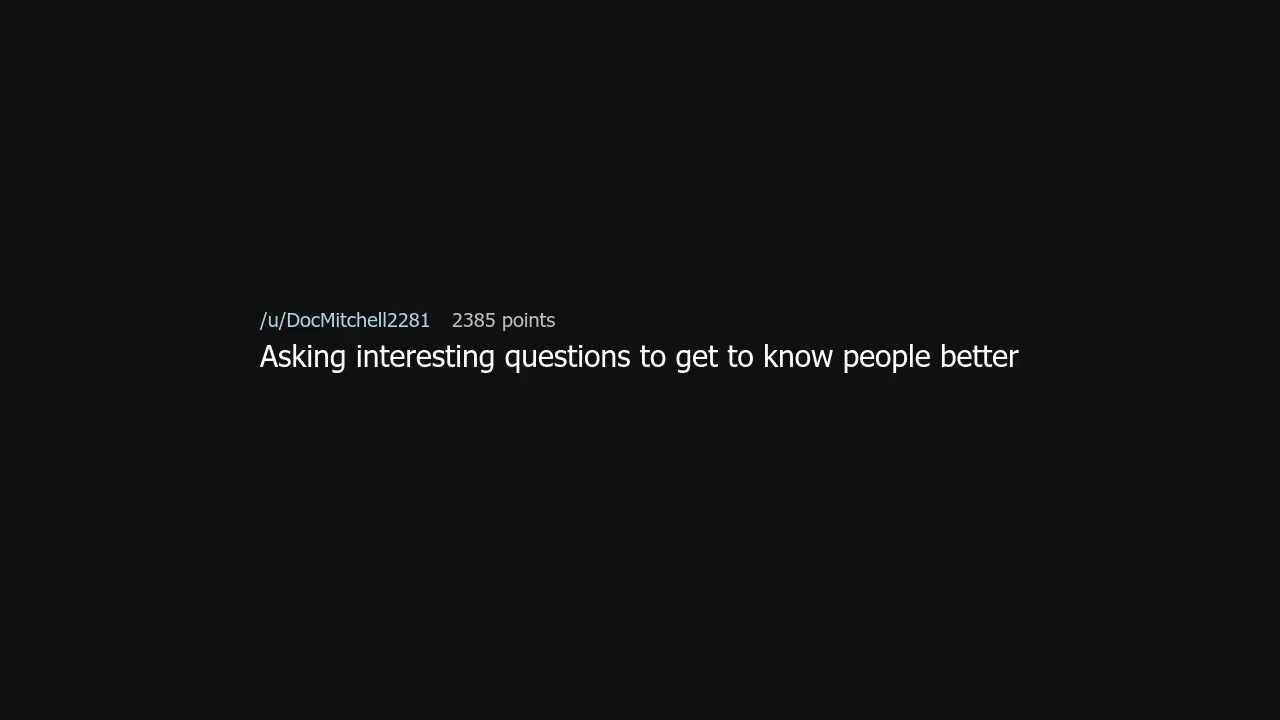 /u/DocMitchell2281 2385 points
Asking interesting questions to get to know people better